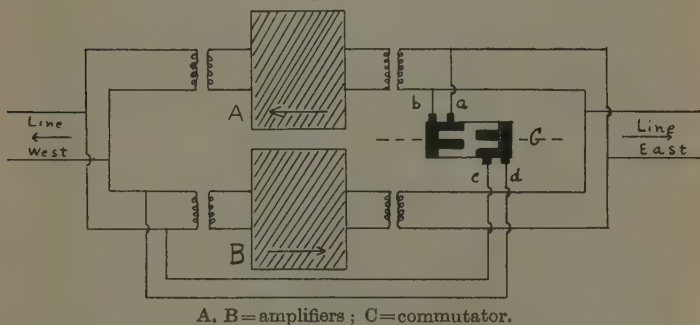 A
b a
Line
West
G
Line
East
c d
B
A, B=amplifiers; C=commutator.